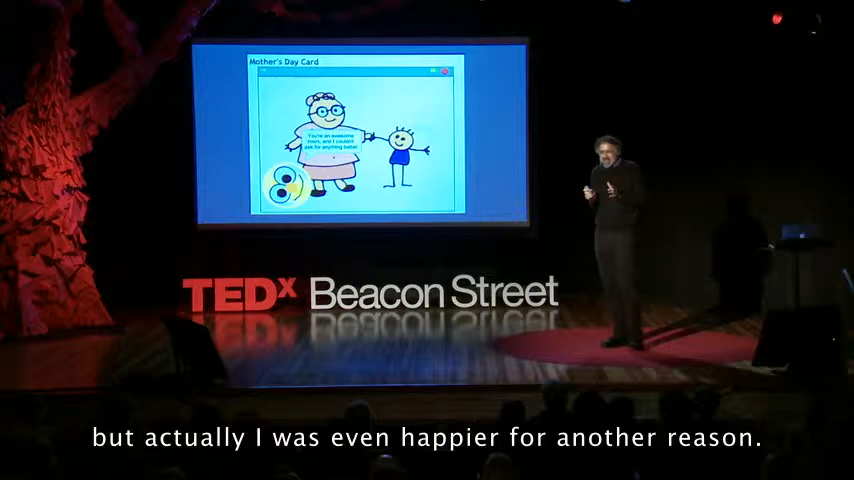 Mother's Day Card
You're an awesome
mom, and I couldn't
ask for anything better.
TEDx Beacon Street
but actually I was even happier for another reason.